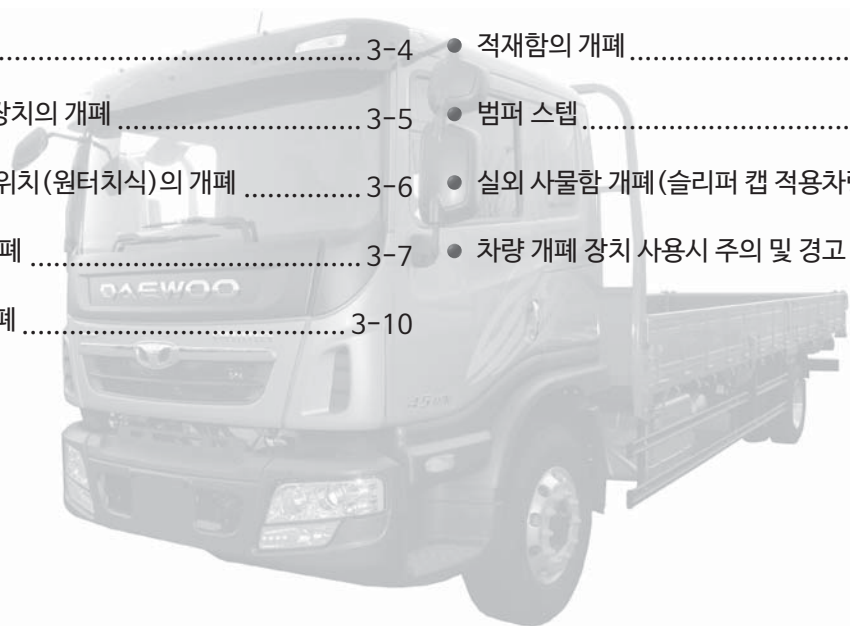 3-4
장치의 개폐 3-5
위치(원터치식)의 개폐 3-6
폐 3-7
폐 3-10
● 적재함의 개폐
● 범퍼 스텝
● 실외 사물함 개폐(슬리퍼 캡 적용차
● 차량 개폐 장치 사용시 주의 및 경고
DAEWOO